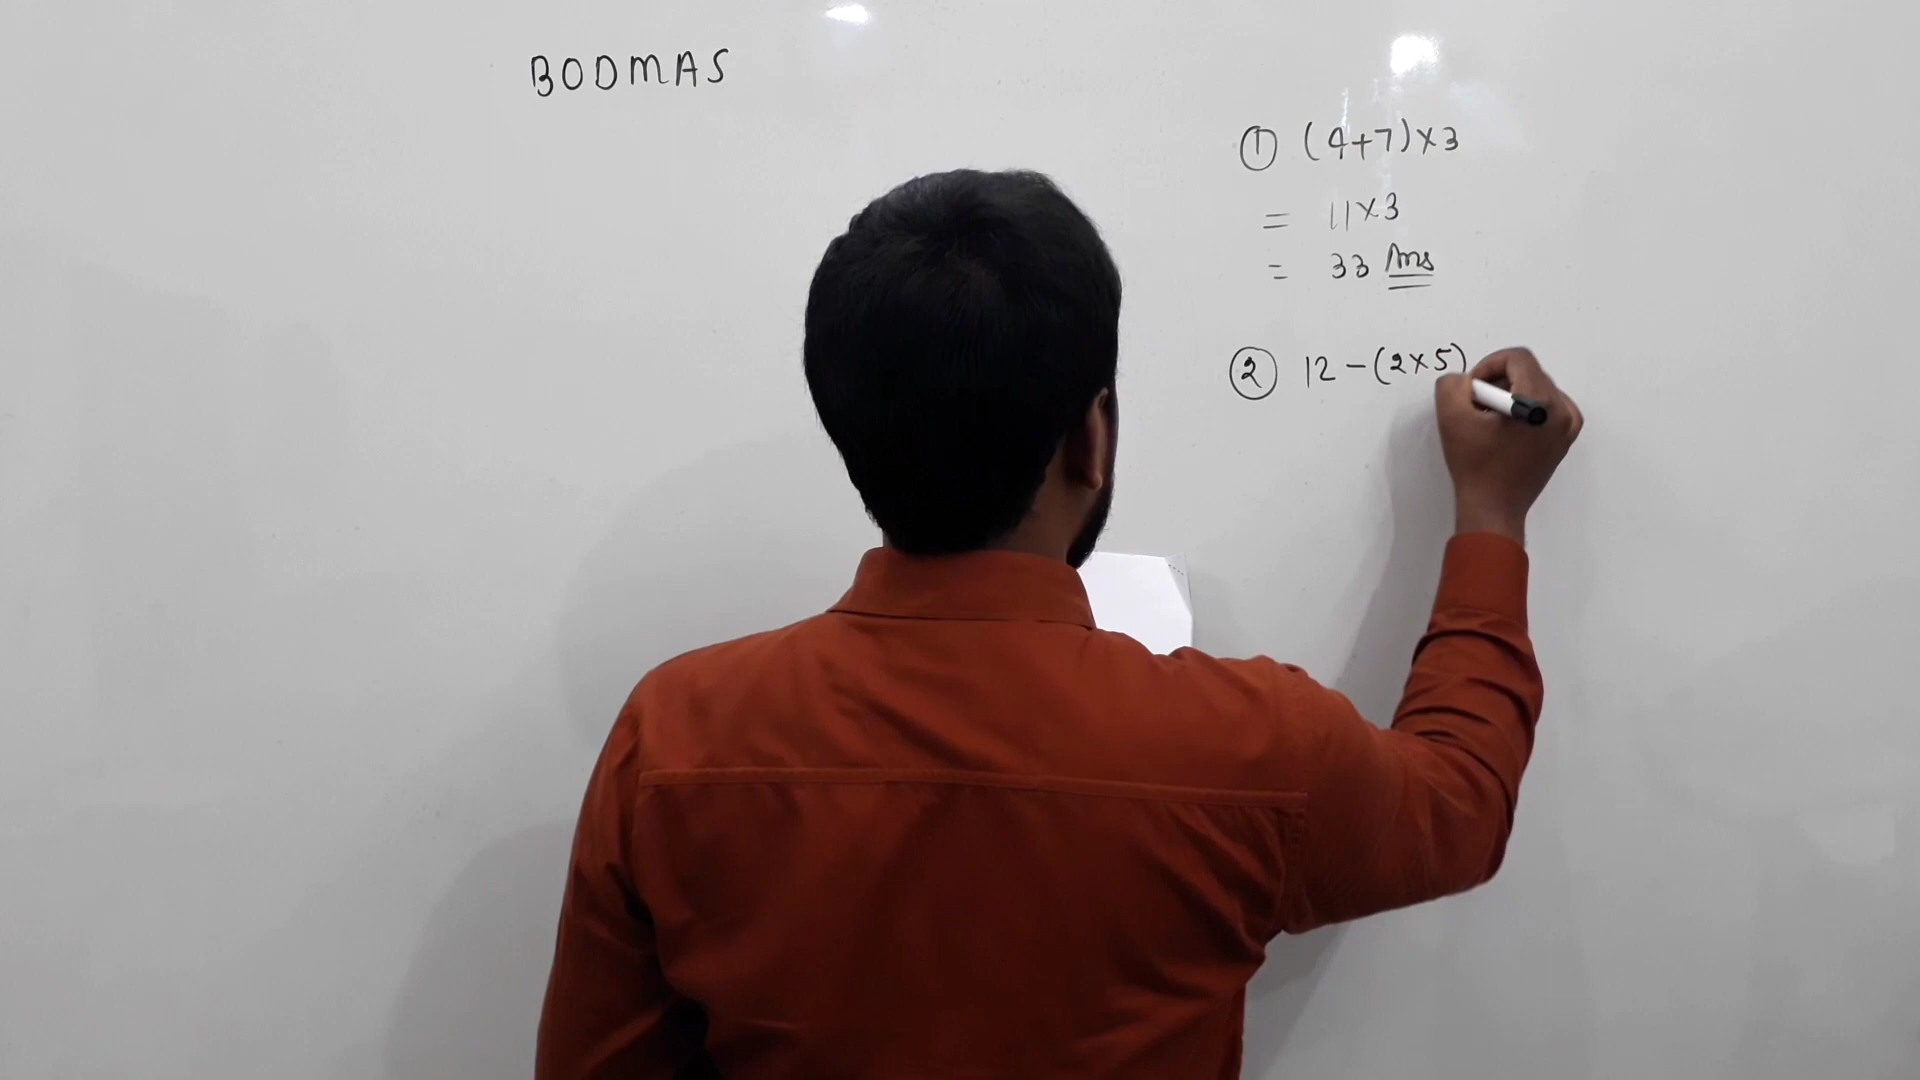 BODMAS
① (4+7)×3
= 11×3
= 33 Ans
② 12-(2×5)